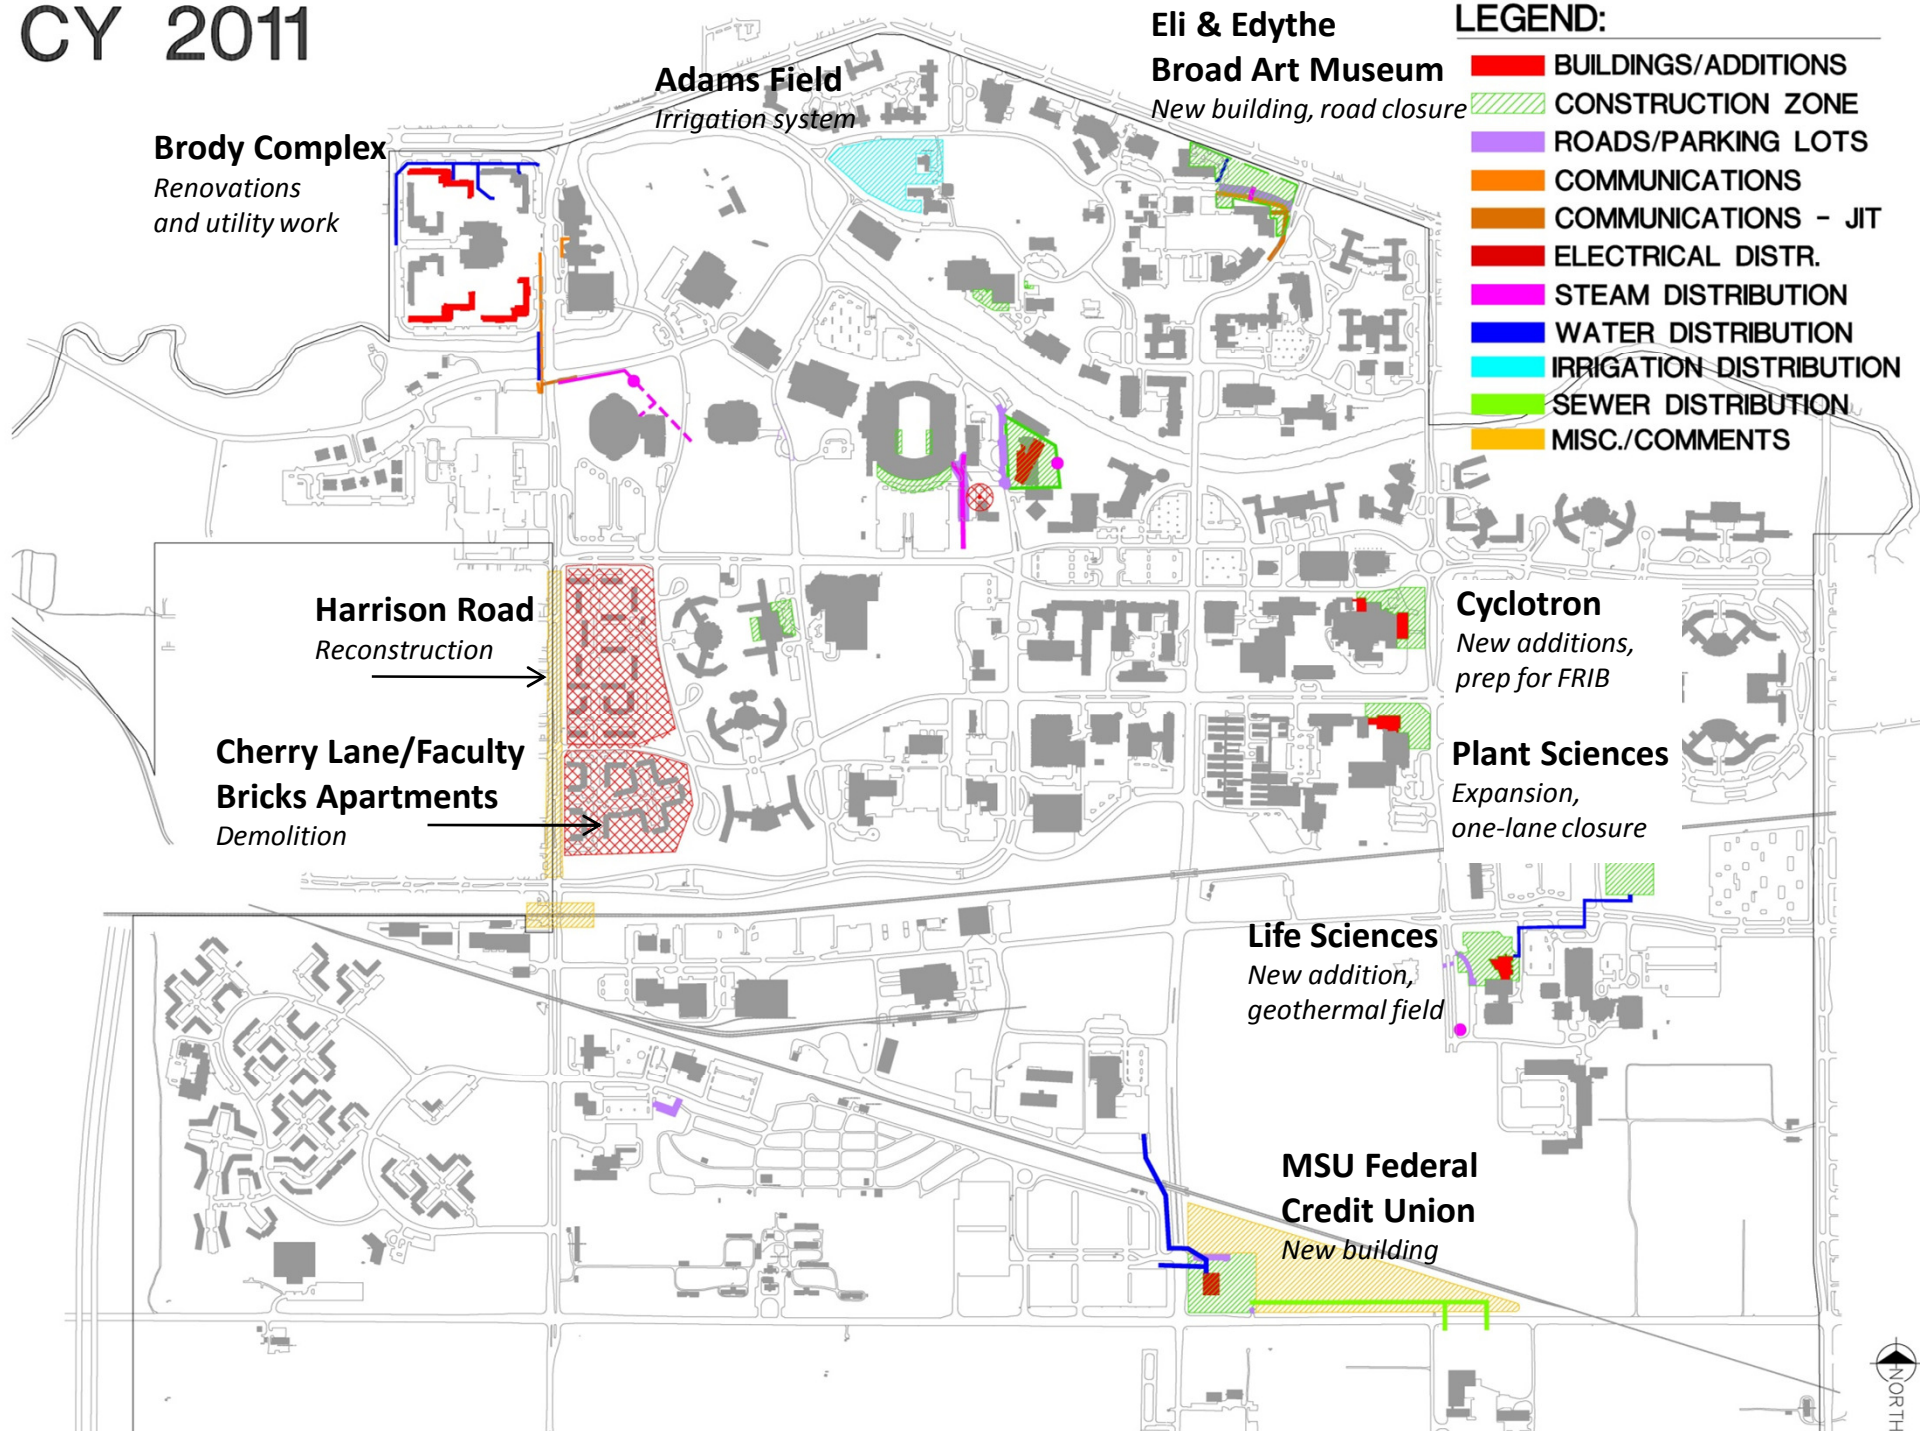 CY 2011
Eli & Edythe
Broad Art Museum
New building, road closure
Adams Field
Irrigation system
Brody Complex
Renovations
and utility work
LEGEND:
BUILDINGS/ADDITIONS
CONSTRUCTION ZONE
ROADS/PARKING LOTS
COMMUNICATIONS
COMMUNICATIONS - JIT
ELECTRICAL DISTR.
STEAM DISTRIBUTION
WATER DISTRIBUTION
IRRIGATION DISTRIBUTION
SEWER DISTRIBUTION
MISC./COMMENTS
Harrison Road
Reconstruction
Cherry Lane/Faculty
Bricks Apartments
Demolition
Cyclotron
New additions,
prep for FRIB
Plant Sciences
Expansion,
one-lane closure
Life Sciences
New addition,
geothermal field
MSU Federal
Credit Union
New building
NORTH